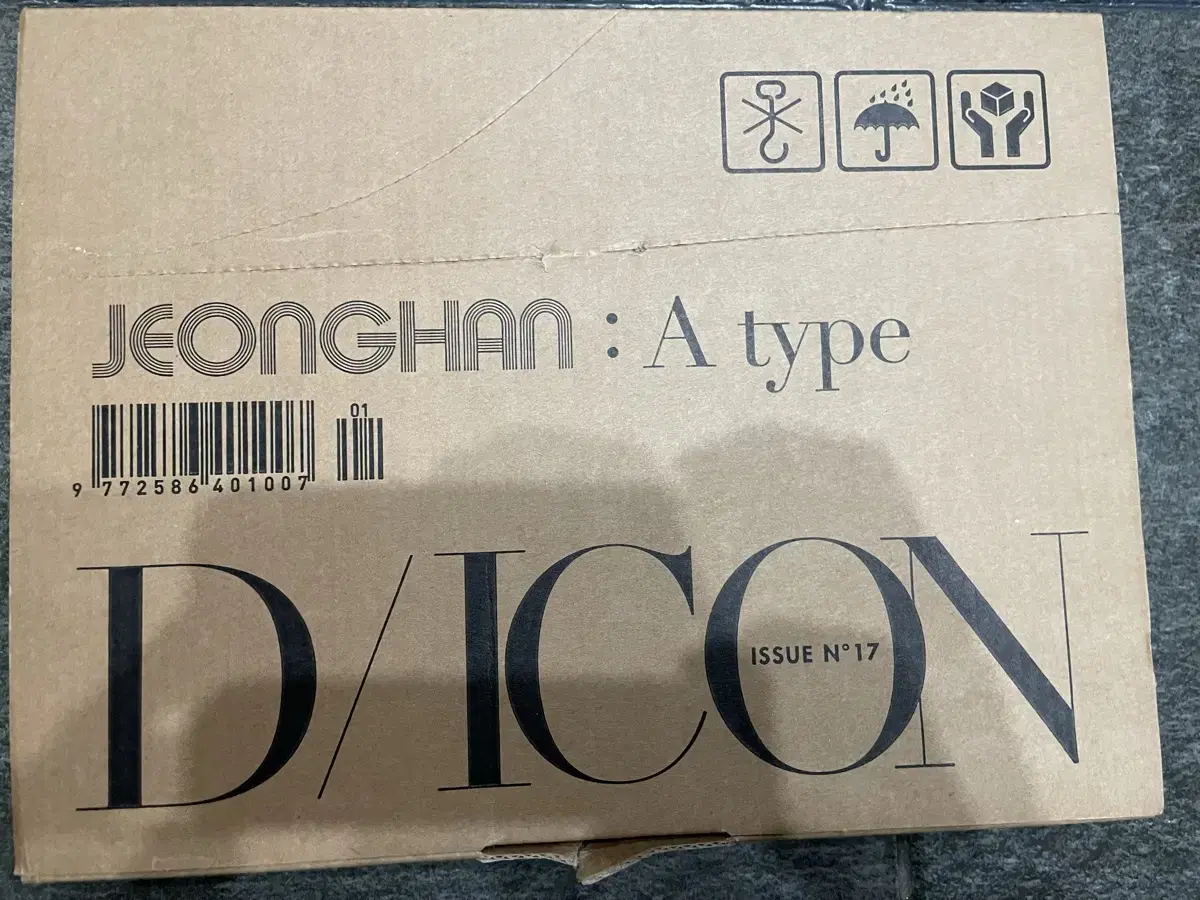 JEONGHAN : A type
01
9 772586 401007
D/ICON
ISSUE N°17